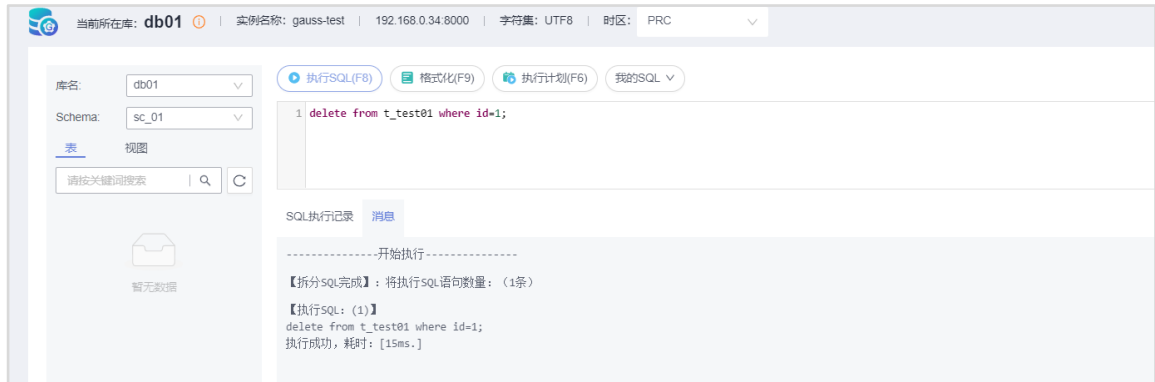 当前所在库: db01 | 实例名称: gauss-test | 192.168.0.34:8000 | 字符集: UTF8 | 时区: PRC
库名: db01
Schema: sc_01
表 视图
请按关键词搜索
暂无数据
执行SQL(F8) 格式化(F9) 执行计划(F6) 我的SQL
1 delete from t_test01 where id=1;
SQL执行记录 消息
---------------开始执行---------------
【拆分SQL完成】: 将执行SQL语句数量: (1条)
【执行SQL: (1)】
delete from t_test01 where id=1;
执行成功, 耗时: [15ms.]